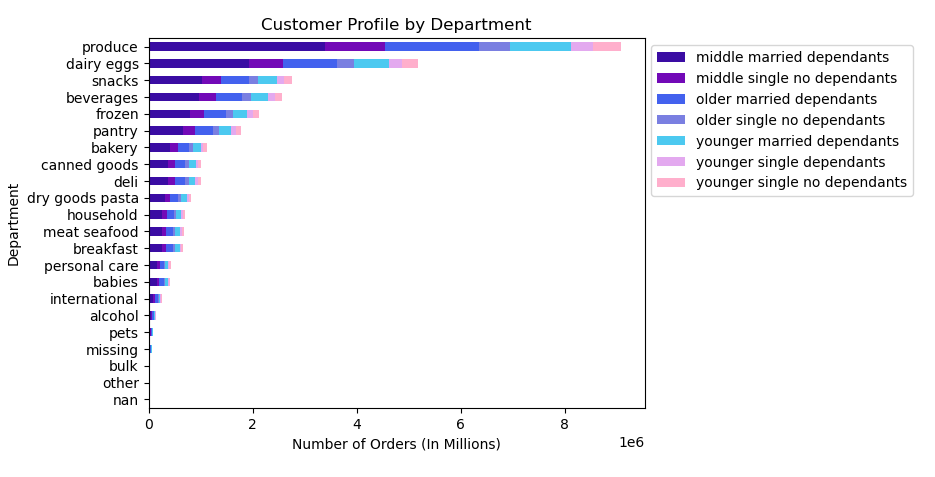 Customer Profile by Department
produce
dairy eggs
snacks
beverages
frozen
pantry
bakery
canned goods
deli
dry goods pasta
household
meat seafood
breakfast
personal care
babies
international
alcohol
pets
missing
bulk
other
nan
Department
0 2 4 6 8
1e6
Number of Orders (In Millions)
middle married dependants
middle single no dependants
older married dependants
older single no dependants
younger married dependants
younger single dependants
younger single no dependants